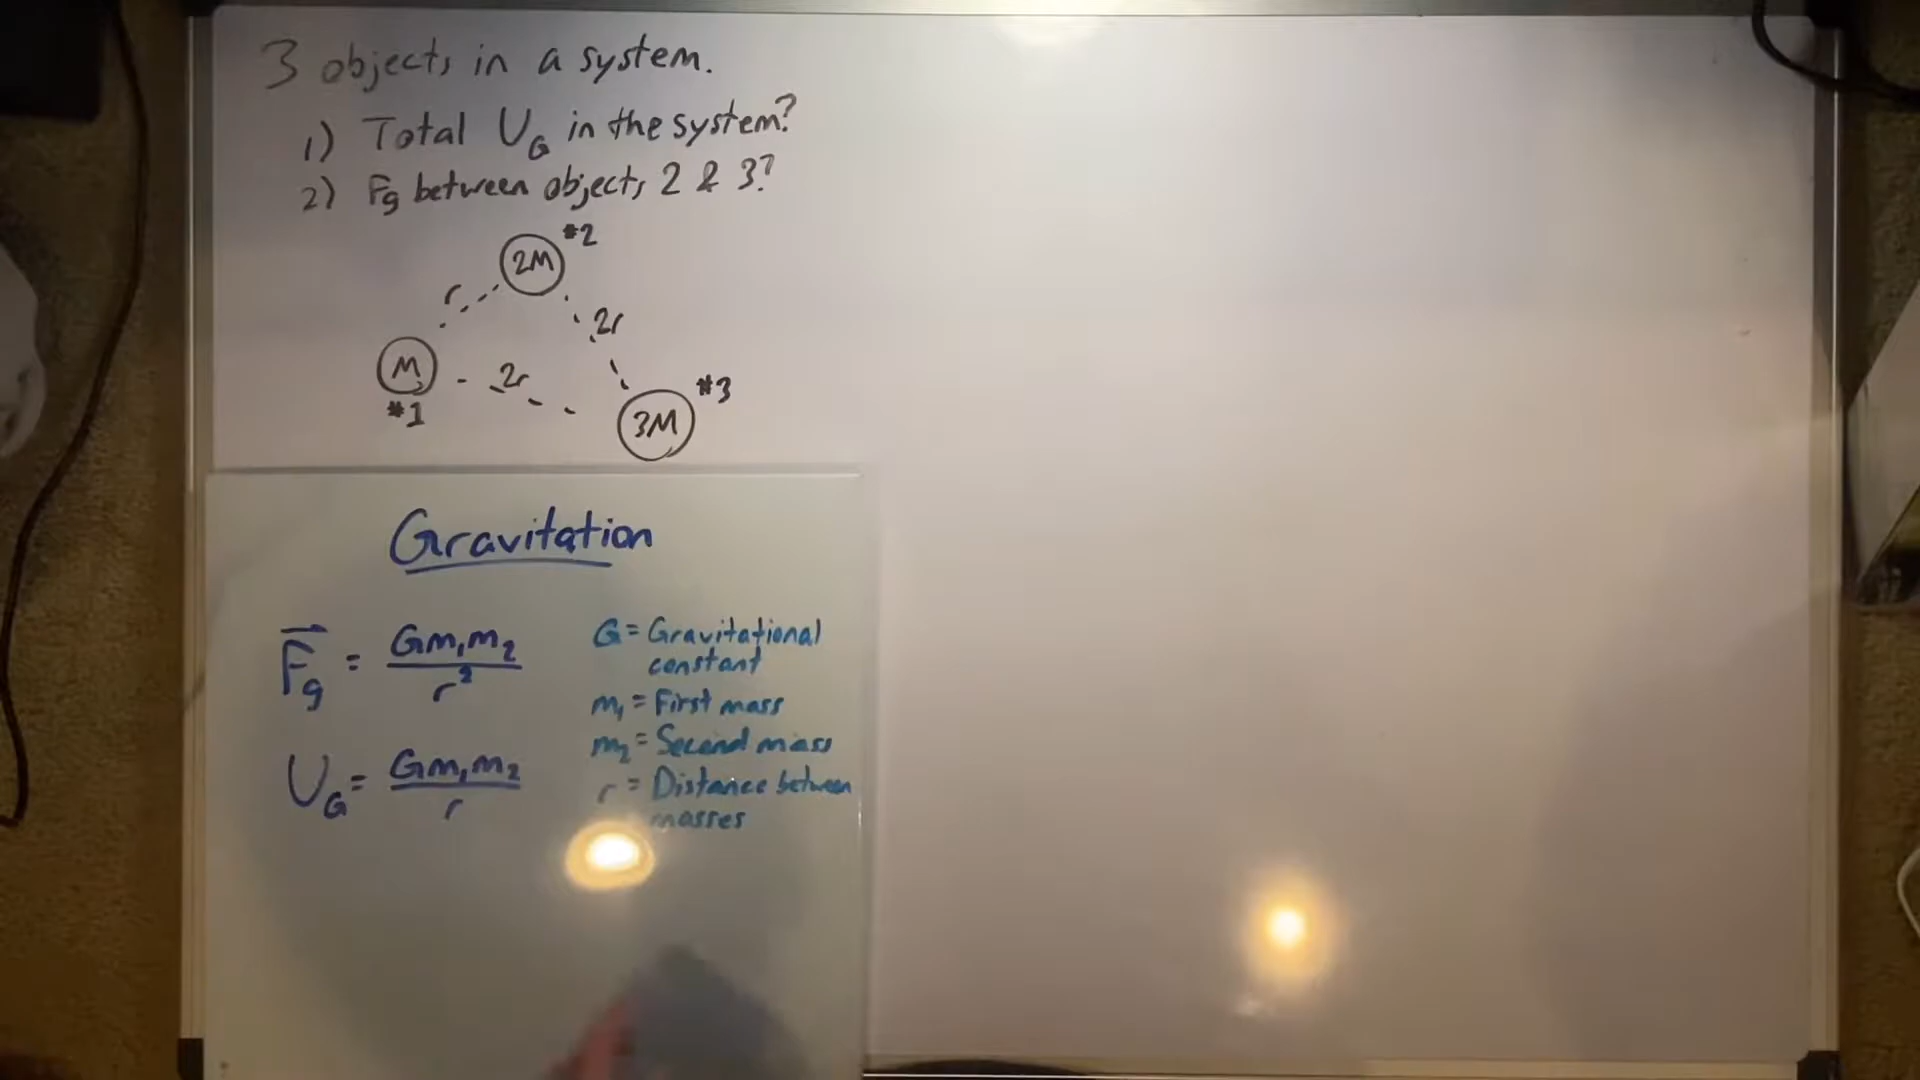 3 objects in a system.
1) Total U_G in the system?
2) Fg between objects 2 & 3?
2M #2
r
2r
M
2r
#3
#1
3M
Gravitation
F_g = Gm₁m₂ / r²
U_G = Gm₁m₂ / r
G = Gravitational
constant
m₁ = First mass
m₂ = Second mass
r = Distance between
masses